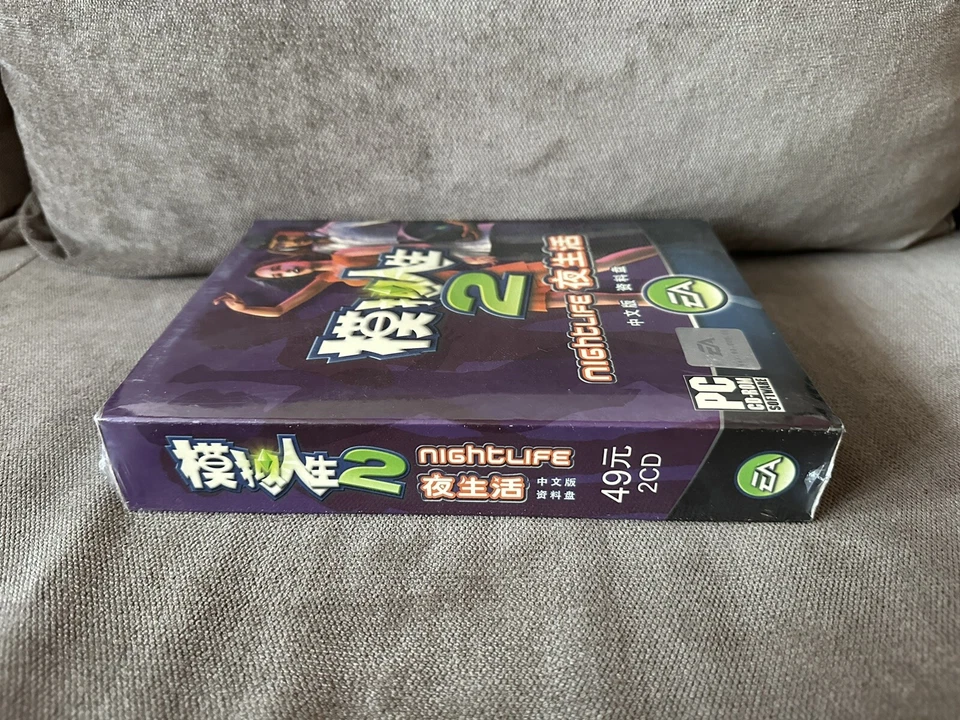 模拟人生2
NIGHTLIFE 夜生活
中文版 资料盘
EA
EA
PC
CD-ROM
SOFTWARE
模拟人生2
NIGHTLIFE
夜生活
中文版
资料盘
49元
2CD
EA